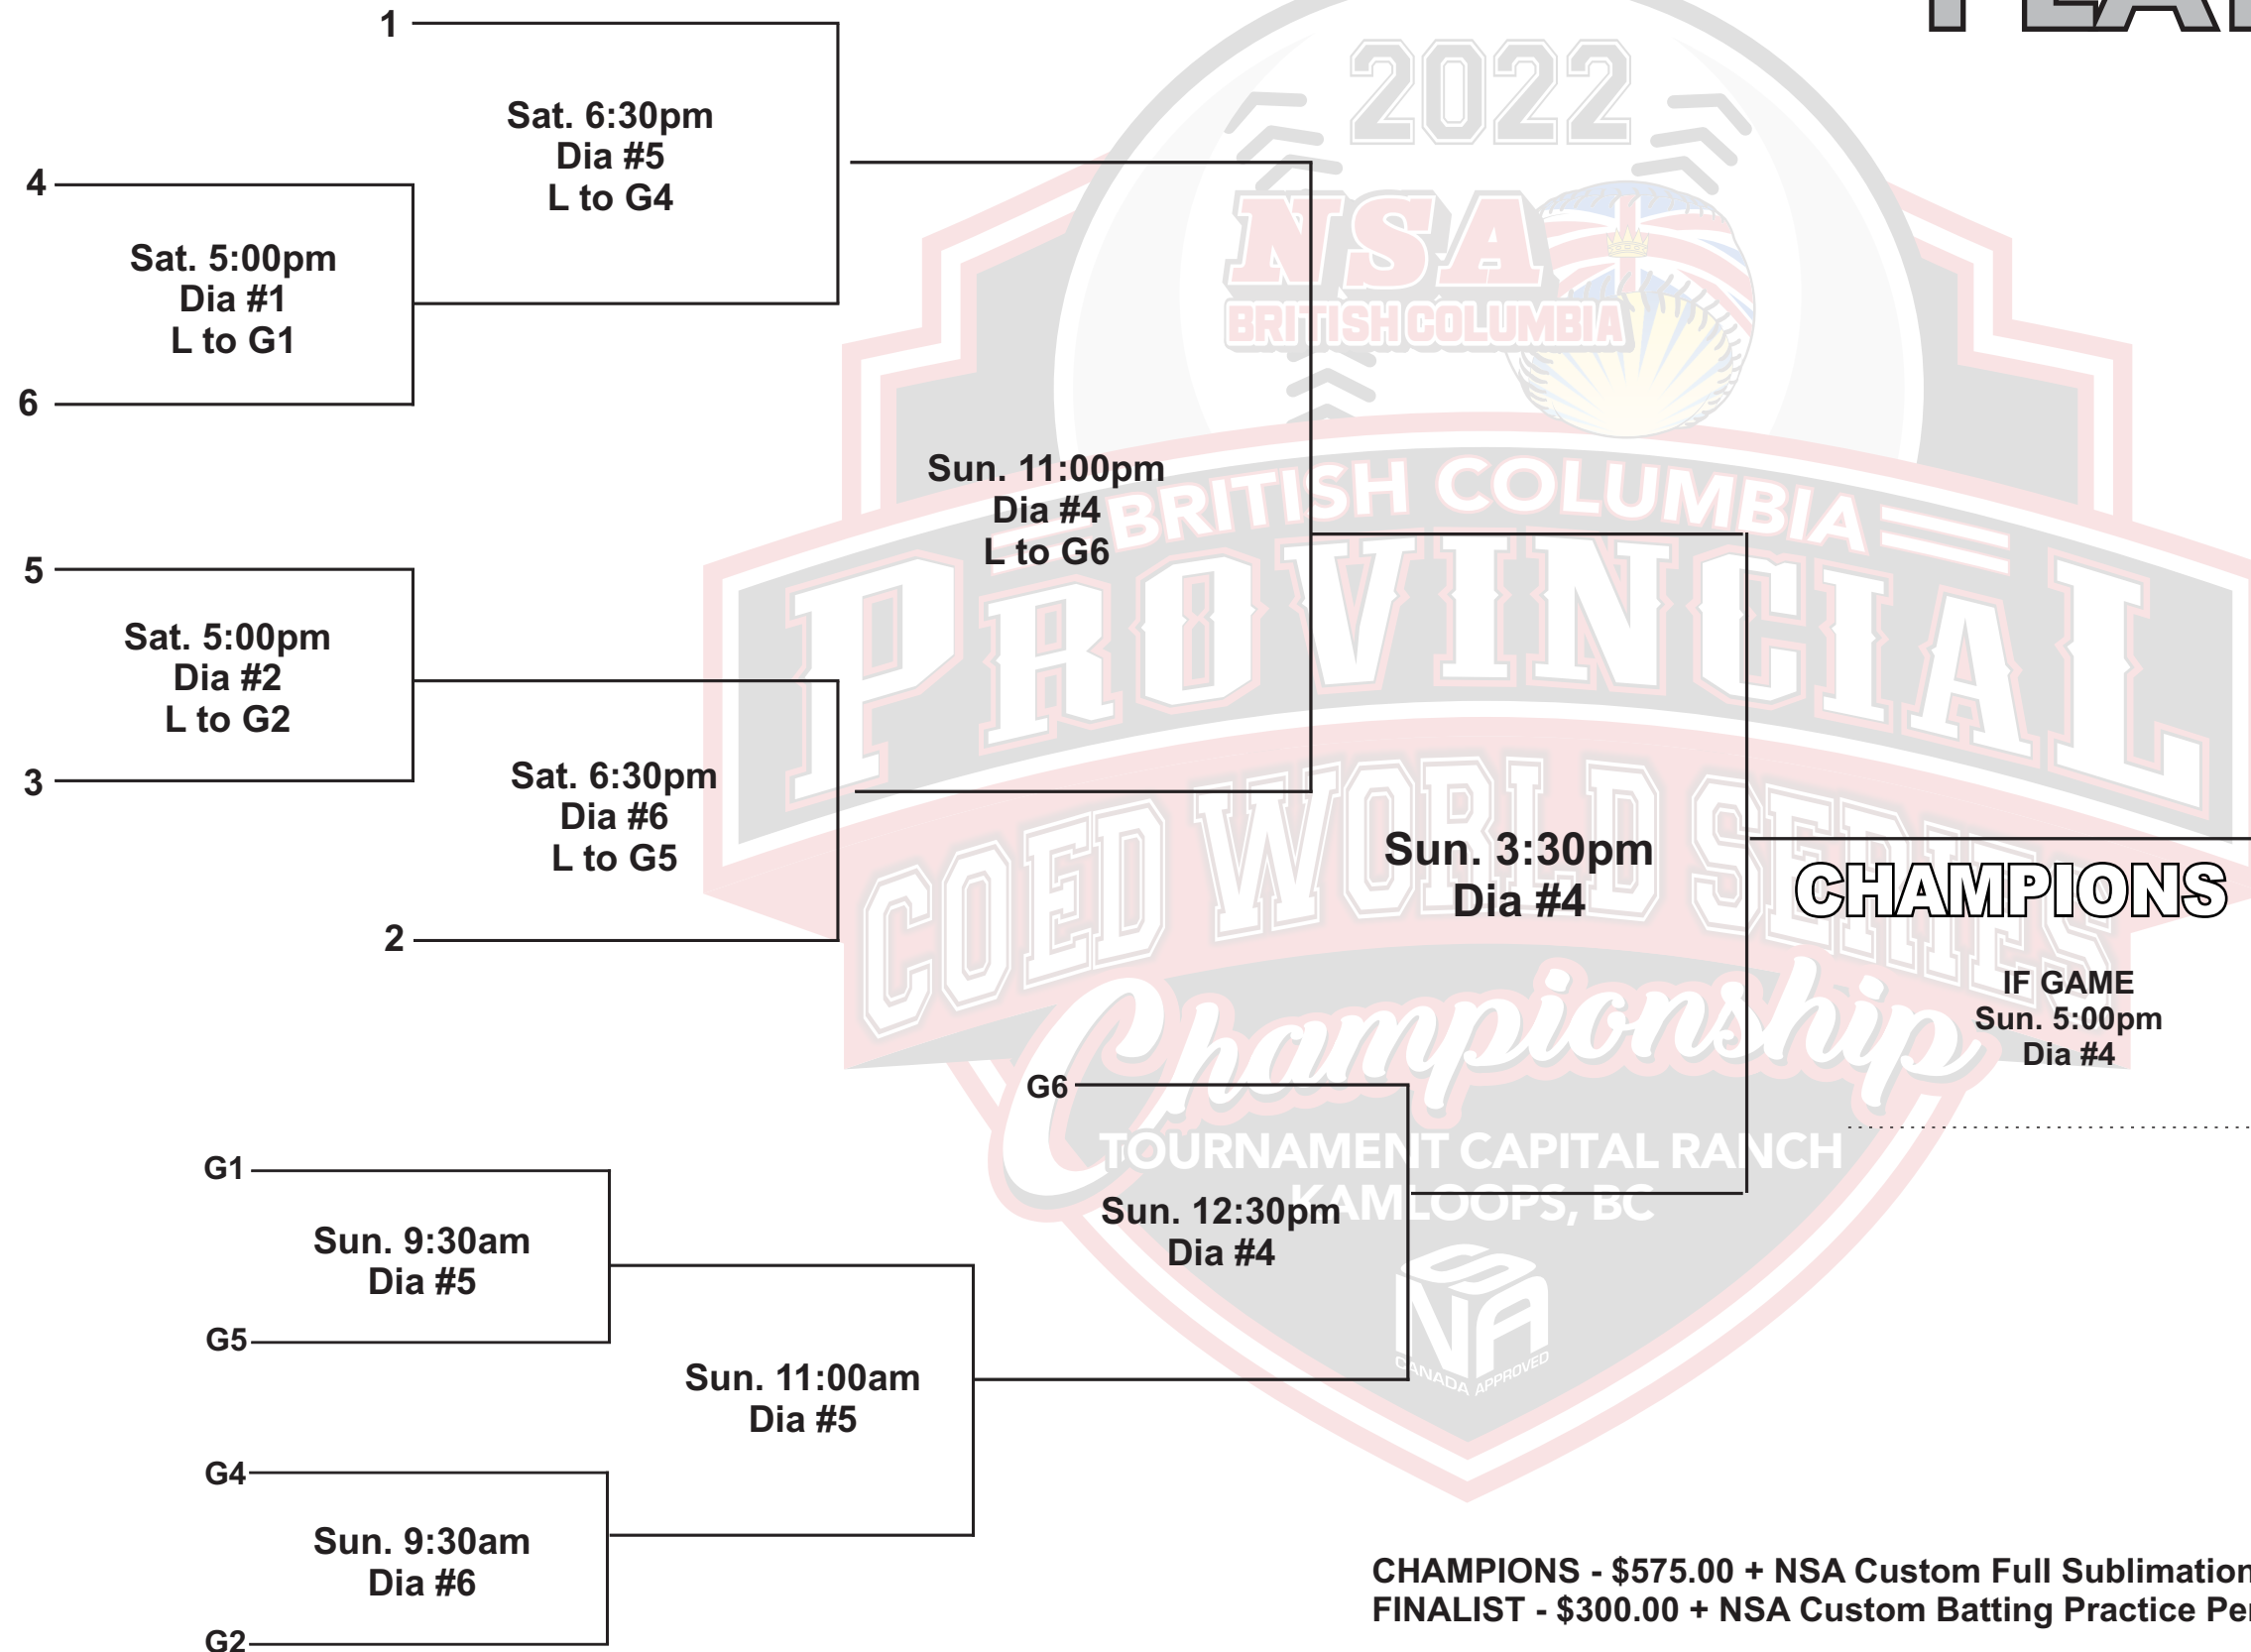 1
Sat. 6:30pm
Dia #5
L to G4
4
Sat. 5:00pm
Dia #1
L to G1
6
Sun. 11:00pm
Dia #4
L to G6
5
Sat. 5:00pm
Dia #2
L to G2
3
Sat. 6:30pm
Dia #6
L to G5
2
Sun. 3:30pm
Dia #4
CHAMPIONS
IF GAME
Sun. 5:00pm
Dia #4
G6
Sun. 12:30pm
Dia #4
G1
Sun. 9:30am
Dia #5
G5
Sun. 11:00am
Dia #5
G4
Sun. 9:30am
Dia #6
G2
2022
NSA
BRITISH COLUMBIA
BRITISH COLUMBIA
PROVINCIAL
COED WORLD SERIES
Championship
TOURNAMENT CAPITAL RANCH
KAMLOOPS, BC
NSA
CANADA APPROVED
CHAMPIONS - $575.00 + NSA Custom Full Sublimation
FINALIST - $300.00 + NSA Custom Batting Practice